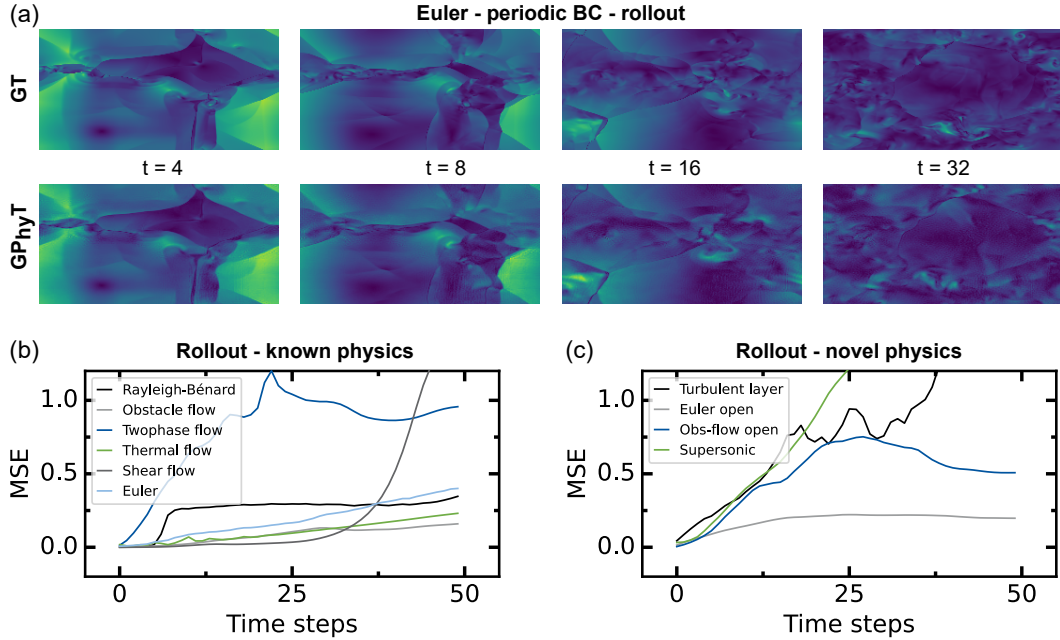 (a) Euler - periodic BC - rollout
GT
t = 4 t = 8 t = 16 t = 32
GPhyT
(b) Rollout - known physics
MSE
1.0
0.5
0.0
Rayleigh-Bénard
Obstacle flow
Twophase flow
Thermal flow
Shear flow
Euler
0 25 50
Time steps
(c) Rollout - novel physics
MSE
1.0
0.5
0.0
Turbulent layer
Euler open
Obs-flow open
Supersonic
0 25 50
Time steps